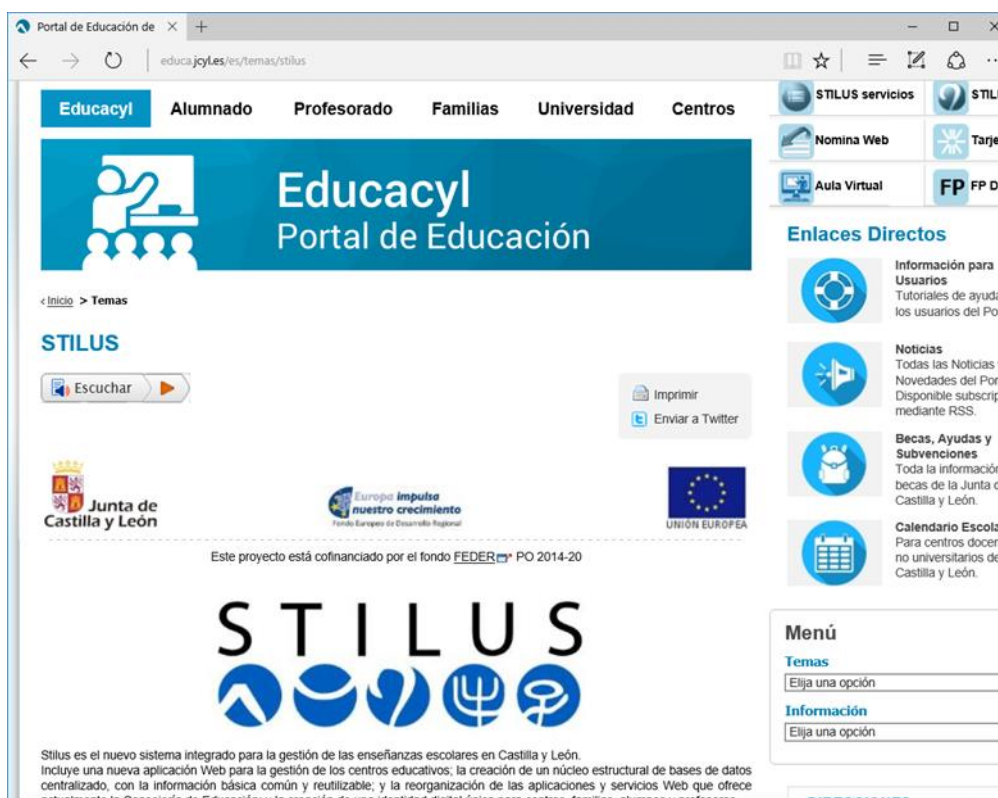 Portal de Educación de
educa.jcyl.es/es/temas/stilus
Educacyl Alumnado Profesorado Familias Universidad Centros
Educacyl
Portal de Educación
<Inicio > Temas
STILUS
Escuchar
Imprimir
Enviar a Twitter
Junta de
Castilla y León
Europa impulsa
nuestro crecimiento
Fondo Europeo de Desarrollo Regional
UNIÓN EUROPEA
Este proyecto está cofinanciado por el fondo FEDER PO 2014-20
STILUS
Stilus es el nuevo sistema integrado para la gestión de las enseñanzas escolares en Castilla y León.
Incluye una nueva aplicación Web para la gestión de los centros educativos; la creación de un núcleo estructural de bases de datos
centralizado, con la información básica común y reutilizable; y la reorganización de las aplicaciones y servicios Web que ofrece
STILUS servicios STIL
Nomina Web Tarje
Aula Virtual FP FP D
Enlaces Directos
Información para
Usuarios
Tutoriales de ayuda
los usuarios del Po
Noticias
Todas las Noticias
Novedades del Por
Disponible subscrip
mediante RSS.
Becas, Ayudas y
Subvenciones
Toda la información
becas de la Junta d
Castilla y León.
Calendario Escola
Para centros docen
no universitarios de
Castilla y León.
Menú
Temas
Elija una opción
Información
Elija una opción